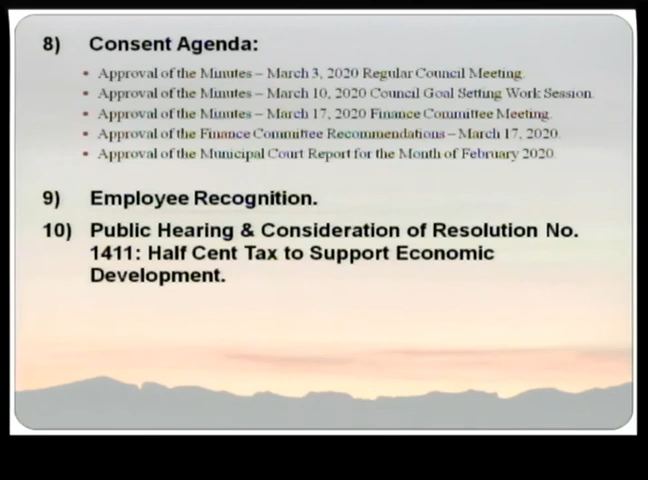 8) Consent Agenda:
• Approval of the Minutes – March 3, 2020 Regular Council Meeting.
• Approval of the Minutes – March 10, 2020 Council Goal Setting Work Session.
• Approval of the Minutes – March 17, 2020 Finance Committee Meeting.
• Approval of the Finance Committee Recommendations – March 17, 2020.
• Approval of the Municipal Court Report for the Month of February 2020.
9) Employee Recognition.
10) Public Hearing & Consideration of Resolution No.
1411: Half Cent Tax to Support Economic
Development.